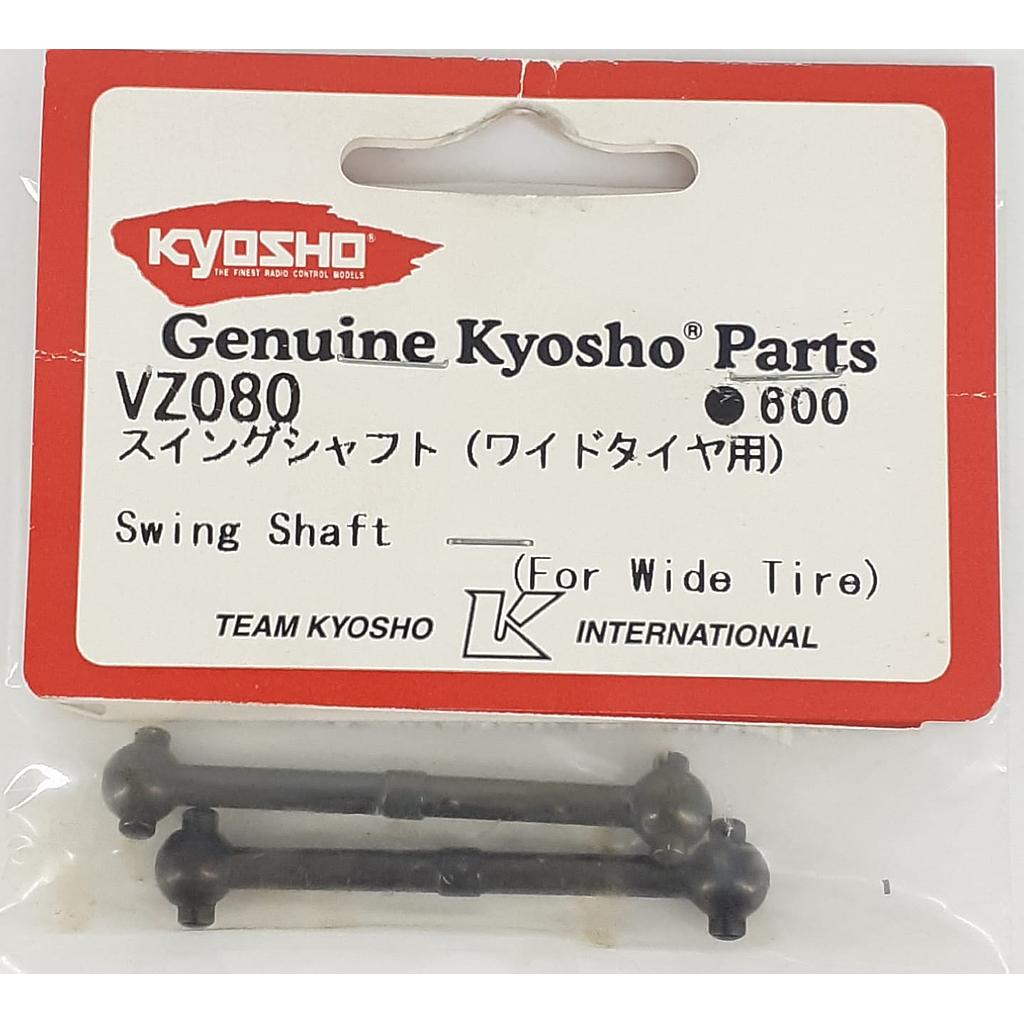 KYOSHO®
THE FINEST RADIO CONTROL MODELS
Genuine Kyosho® Parts
VZ080 ●600
スイングシャフト (ワイドタイヤ用)
Swing Shaft
(For Wide Tire)
TEAM KYOSHO K INTERNATIONAL